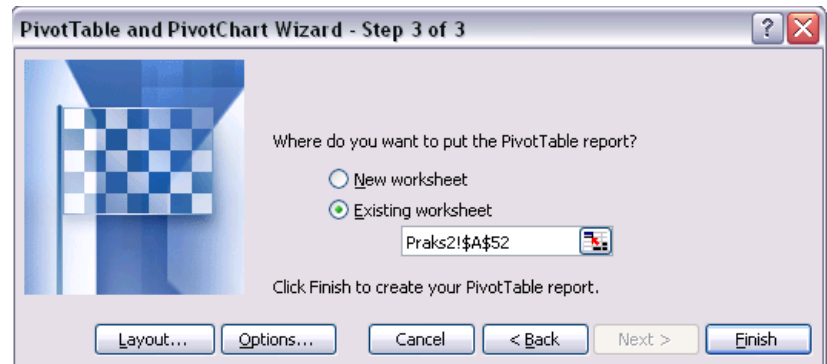 PivotTable and PivotChart Wizard - Step 3 of 3
?
Where do you want to put the PivotTable report?
New worksheet
Existing worksheet
Praks2!$A$52
Click Finish to create your PivotTable report.
Layout... Options... Cancel < Back Next > Finish